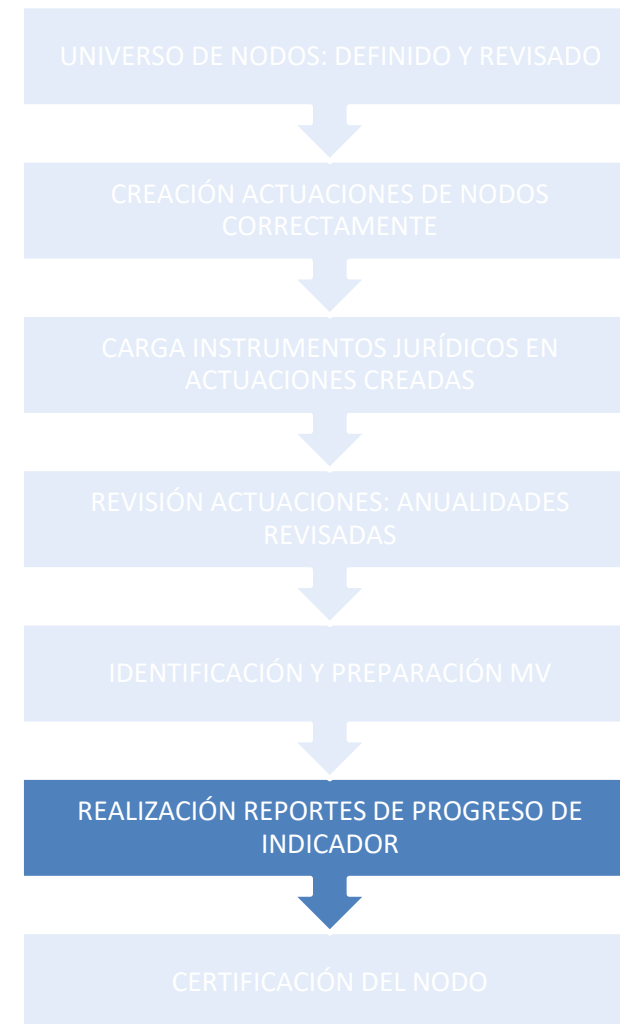 UNIVERSO DE NODOS: DEFINIDO Y REVISADO
CREACIÓN ACTUACIONES DE NODOS
CORRECTAMENTE
CARGA INSTRUMENTOS JURÍDICOS EN
ACTUACIONES CREADAS
REVISIÓN ACTUACIONES: ANUALIDADES
REVISADAS
IDENTIFICACIÓN Y PREPARACIÓN MV
REALIZACIÓN REPORTES DE PROGRESO DE
INDICADOR
CERTIFICACIÓN DEL NODO